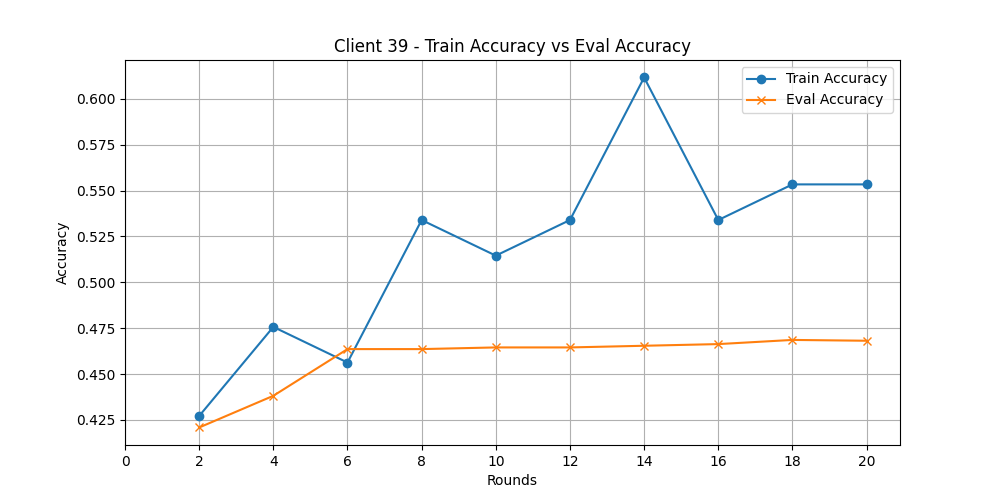 Client 39 - Train Accuracy vs Eval Accuracy
Train Accuracy
Eval Accuracy
Accuracy
0.600
0.575
0.550
0.525
0.500
0.475
0.450
0.425
0 2 4 6 8 10 12 14 16 18 20
Rounds